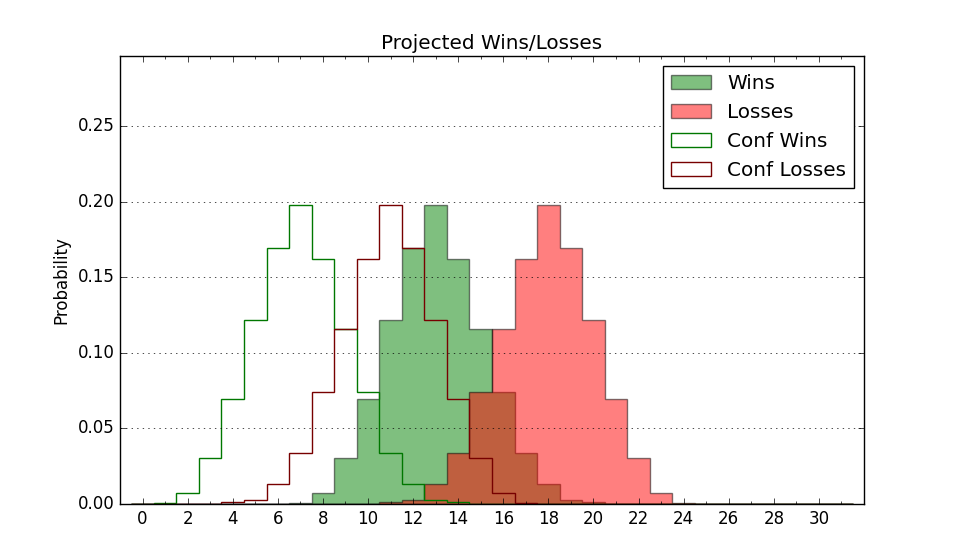 Projected Wins/Losses
Wins
Losses
Conf Wins
Conf Losses
Probability
0.25
0.20
0.15
0.10
0.05
0.00
0 2 4 6 8 10 12 14 16 18 20 22 24 26 28 30